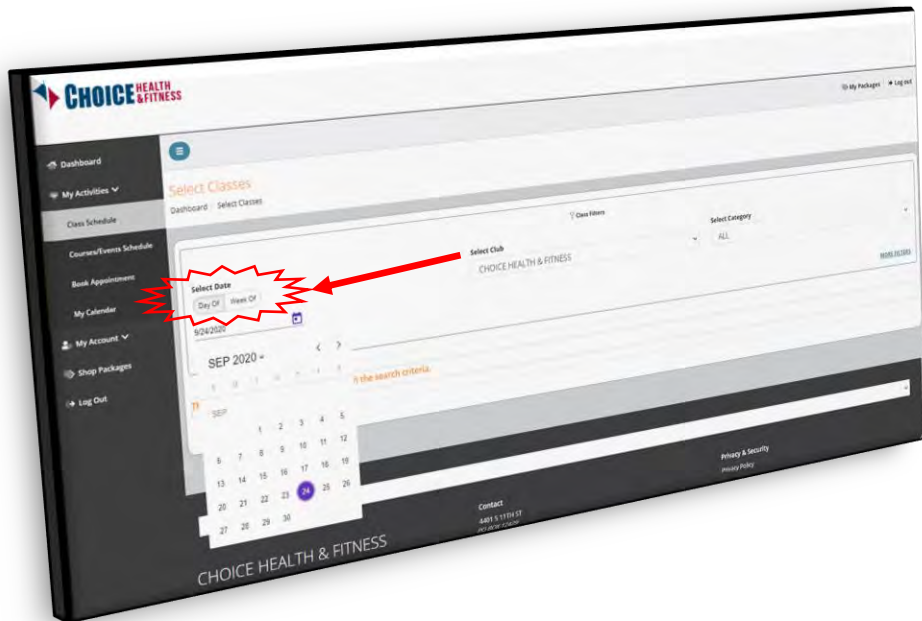 CHOICE HEALTH & FITNESS
My Packages Log out
Dashboard
My Activities
Class Schedule
Courses/Events Schedule
Book Appointment
My Calendar
My Account
Shop Packages
Log Out
Select Classes
Dashboard Select Classes
Class Filters
Select Date
Day Of Week Of
9/24/2020
Select Club
CHOICE HEALTH & FITNESS
Select Category
ALL
MORE FILTERS
SEP 2020
the search criteria.
SEP
1 2 3 4 5
6 7 8 9 10 11 12
13 14 15 16 17 18 19
20 21 22 23 24 25 26
27 28 29 30
CHOICE HEALTH & FITNESS
Contact
4401 S 11TH ST
Privacy & Security
Privacy Policy